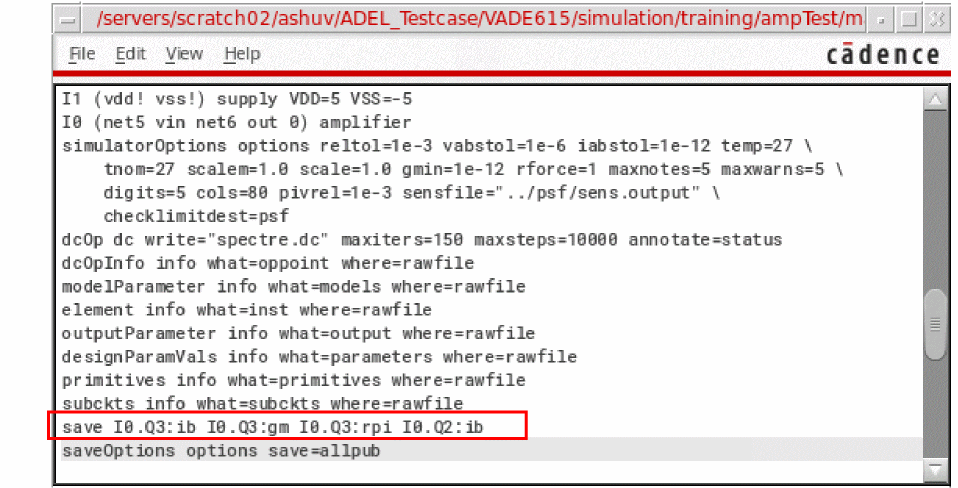 /servers/scratch02/ashuv/ADEL_Testcase/VADE615/simulation/training/ampTest/m
File Edit View Help
cādence
I1 (vdd! vss!) supply VDD=5 VSS=-5
I0 (net5 vin net6 out 0) amplifier
simulatorOptions options reltol=1e-3 vabstol=1e-6 iabstol=1e-12 temp=27 \
tnom=27 scalem=1.0 scale=1.0 gmin=1e-12 rforce=1 maxnotes=5 maxwarns=5 \
digits=5 cols=80 pivrel=1e-3 sensfile="../psf/sens.output" \
checklimitdest=psf
dcOp dc write="spectre.dc" maxiters=150 maxsteps=10000 annotate=status
dcOpInfo info what=oppoint where=rawfile
modelParameter info what=models where=rawfile
element info what=inst where=rawfile
outputParameter info what=output where=rawfile
designParamVals info what=parameters where=rawfile
primitives info what=primitives where=rawfile
subckts info what=subckts where=rawfile
save I0.Q3:ib I0.Q3:gm I0.Q3:rpi I0.Q2:ib
saveOptions options save=allpub